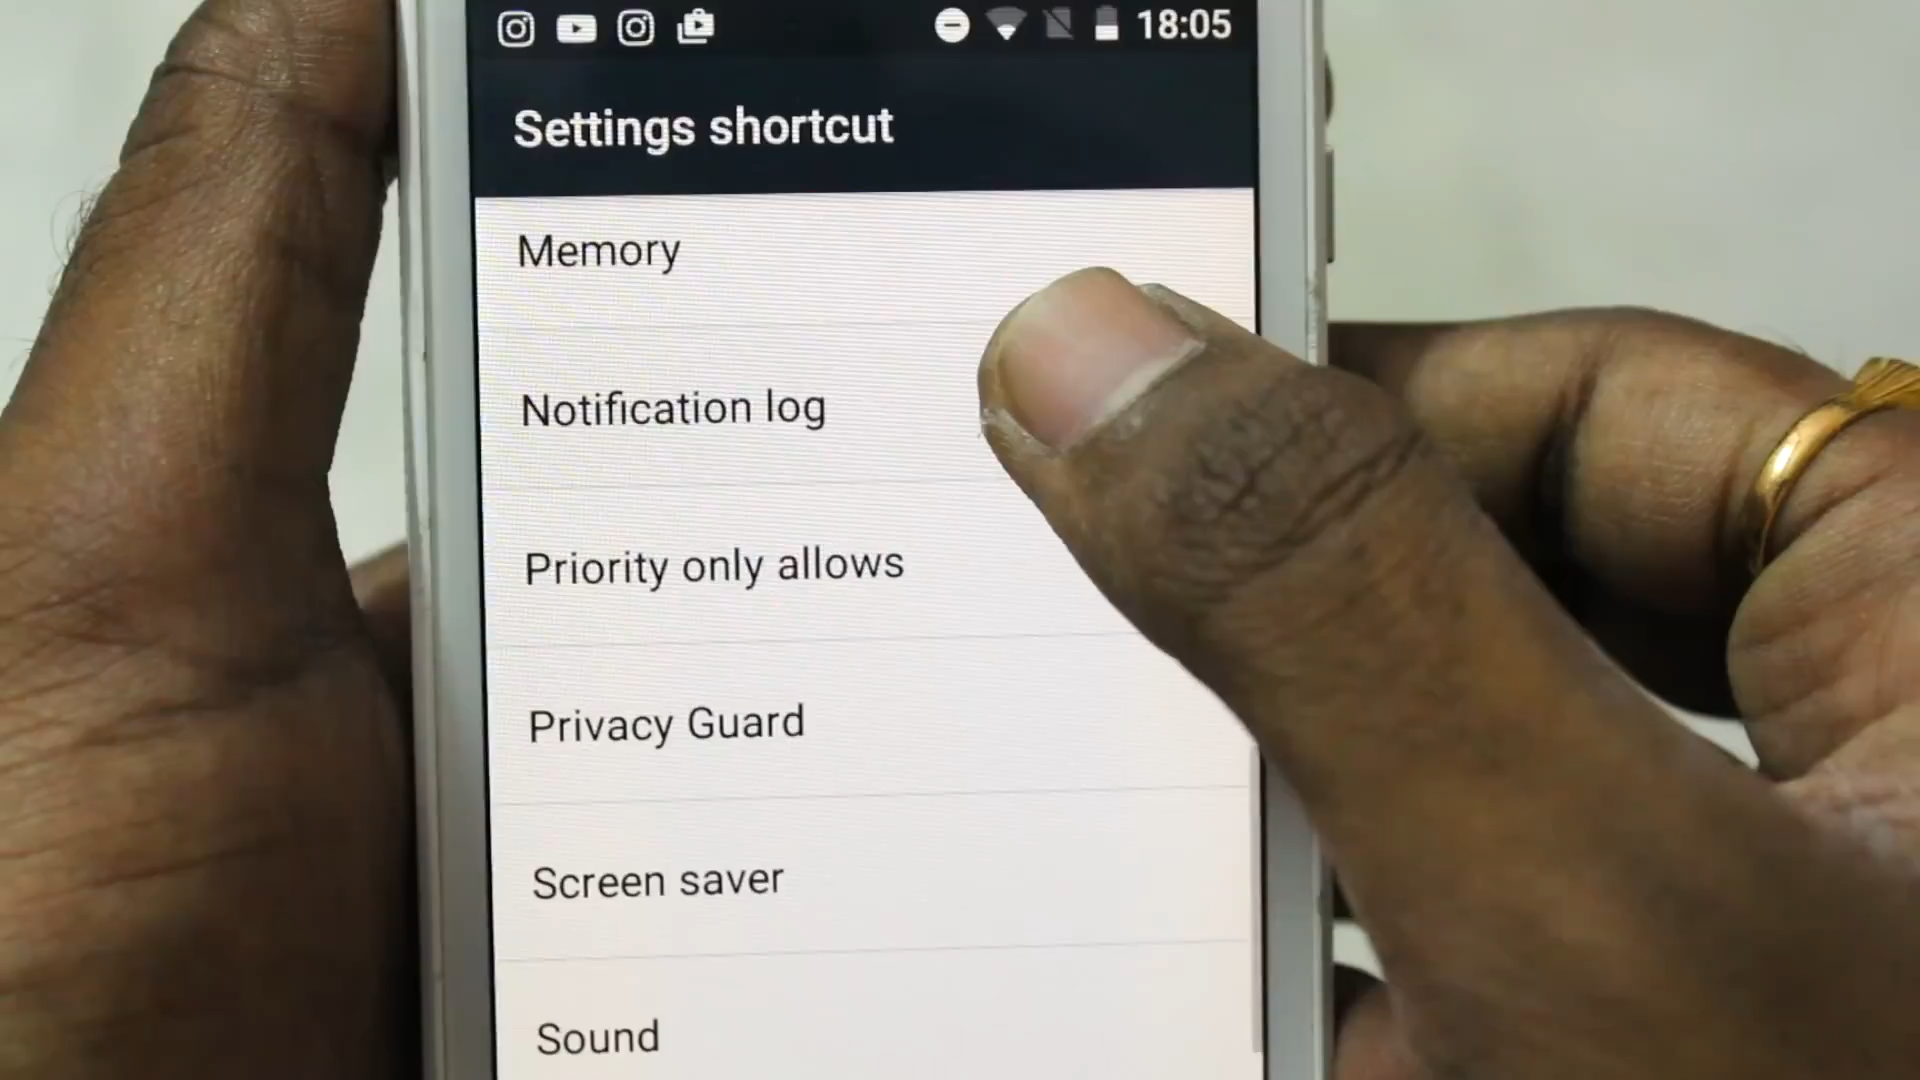 18:05
Settings shortcut
Memory
Notification log
Priority only allows
Privacy Guard
Screen saver
Sound